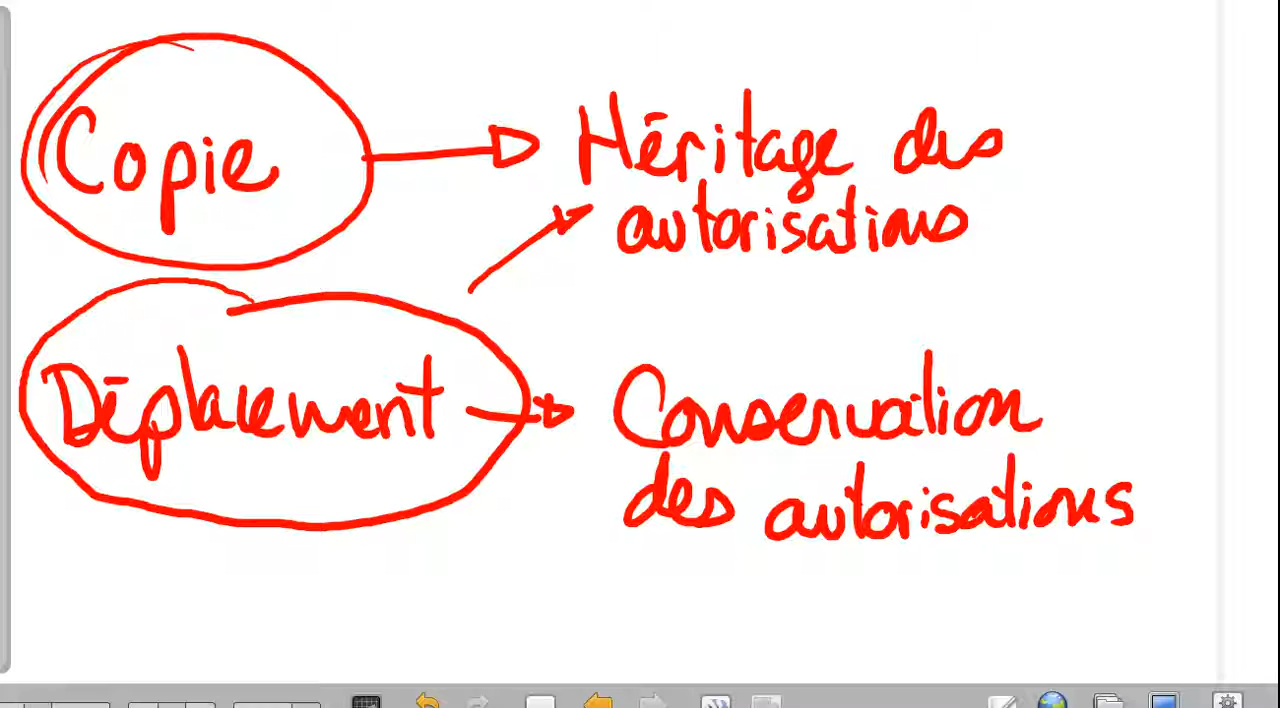 Copie
Héritage des
autorisations
Déplacement
Conservation
des autorisations